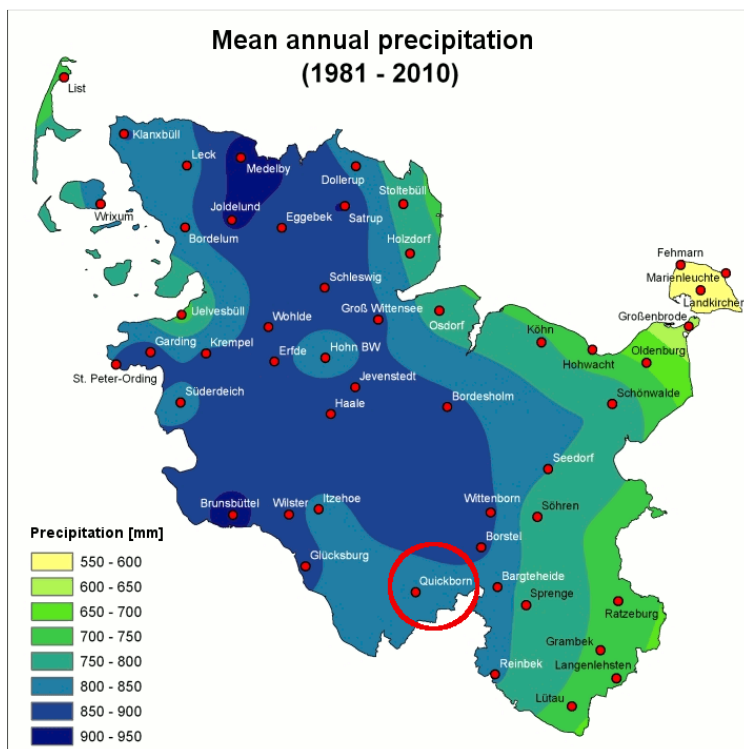 Mean annual precipitation
(1981 - 2010)
List
Klanxbüll
Leck
Medelby
Dollerup
Stoltebüll
Wrixum
Joldelund
Eggebek
Satrup
Bordelum
Holzdorf
Fehmarn
Marienleuchte
Schleswig
Landkirchen
Uelvesbüll
Wohlde
Groß Wittensee
Osdorf
Großenbrode
Köhn
Garding
Krempel
Erfde
Hohn BW
Hohwacht
Oldenburg
St. Peter-Ording
Jevenstedt
Süderdeich
Haale
Bordesholm
Schönwalde
Seedorf
Brunsbüttel
Wilster
Itzehoe
Wittenborn
Söhren
Precipitation [mm]
Borstel
550 - 600
Glücksburg
600 - 650
Quickborn
Bargteheide
650 - 700
Sprenge
Ratzeburg
700 - 750
Grambek
750 - 800
Reinbek
Langenlehsten
800 - 850
Lütau
850 - 900
900 - 950